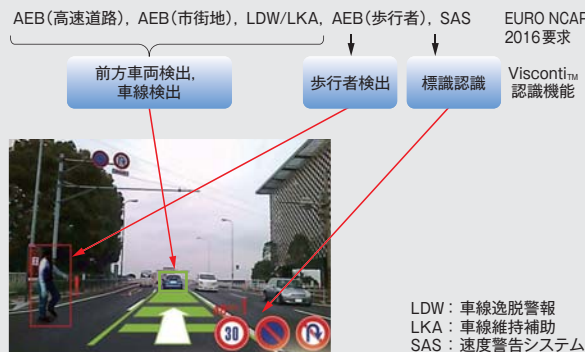 AEB(高速道路), AEB(市街地), LDW/LKA, AEB(歩行者), SAS
EURO NCAP
2016要求
前方車両検出,
車線検出
歩行者検出
標識認識
Visconti™
認識機能
30
LDW:車線逸脱警報
LKA:車線維持補助
SAS:速度警告システム